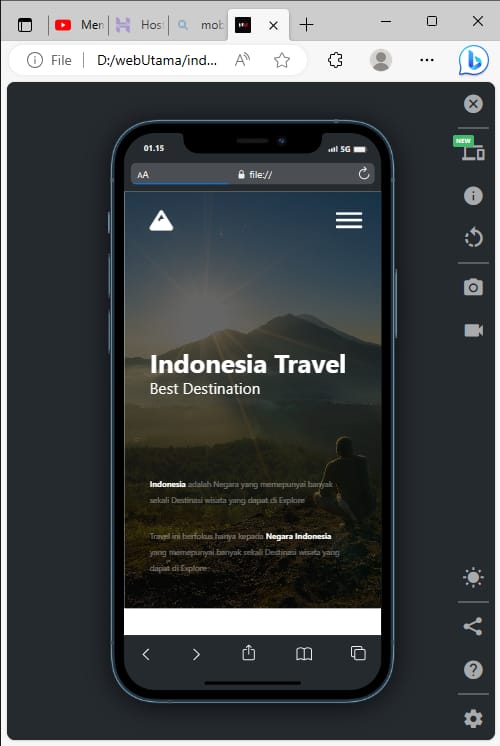 Men
Host
mob
File
D:/webUtama/ind...
A
NEW
01.15
5G
AA
file://
Indonesia Travel
Best Destination
Indonesia adalah Negara yang memepunyai banyak
sekali Destinasi wisata yang dapat di Explore
Travel ini berfokus hanya kepada Negara Indonesia
yang memepunyai banyak sekali Destinasi wisata yang
dapat di Explore